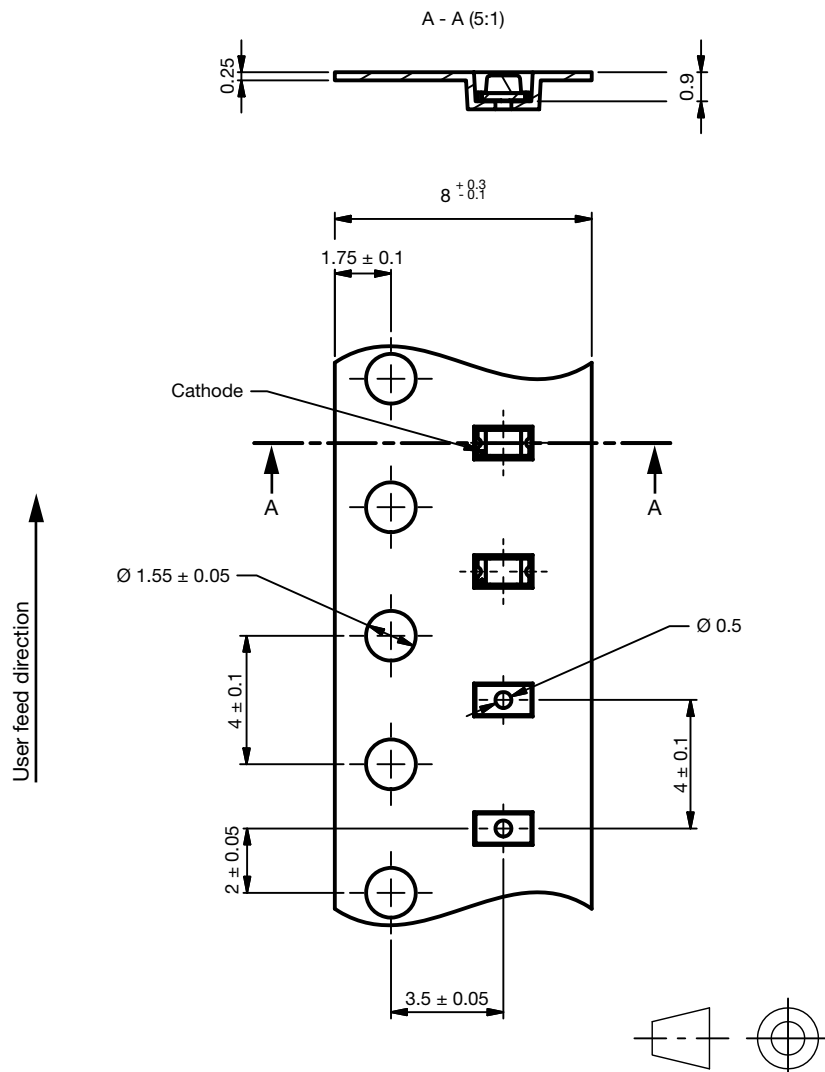 A - A (5:1)
0.25
0.9
8 + 0.3 - 0.1
1.75 ± 0.1
Cathode
A
A
Ø 1.55 ± 0.05
User feed direction
Ø 0.5
4 ± 0.1
4 ± 0.1
2 ± 0.05
3.5 ± 0.05